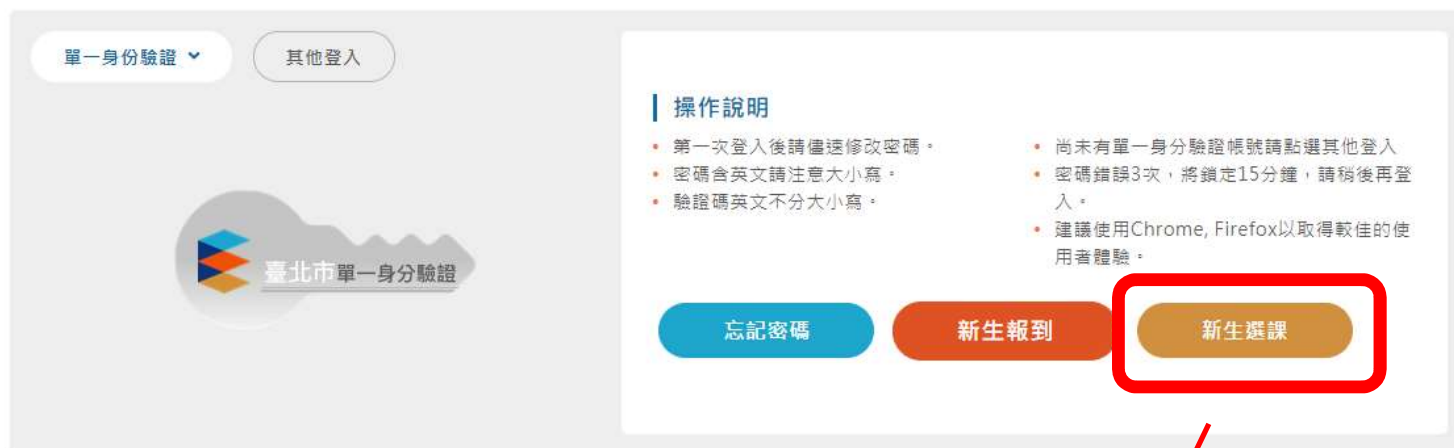 單一身份驗證
其他登入
臺北市單一身分驗證
操作說明
• 第一次登入後請儘速修改密碼。
• 密碼含英文請注意大小寫。
• 驗證碼英文不分大小寫。
• 尚未有單一身分驗證帳號請點選其他登入
• 密碼錯誤3次，將鎖定15分鐘，請稍後再登
入。
• 建議使用Chrome, Firefox以取得較佳的使
用者體驗。
忘記密碼
新生報到
新生選課